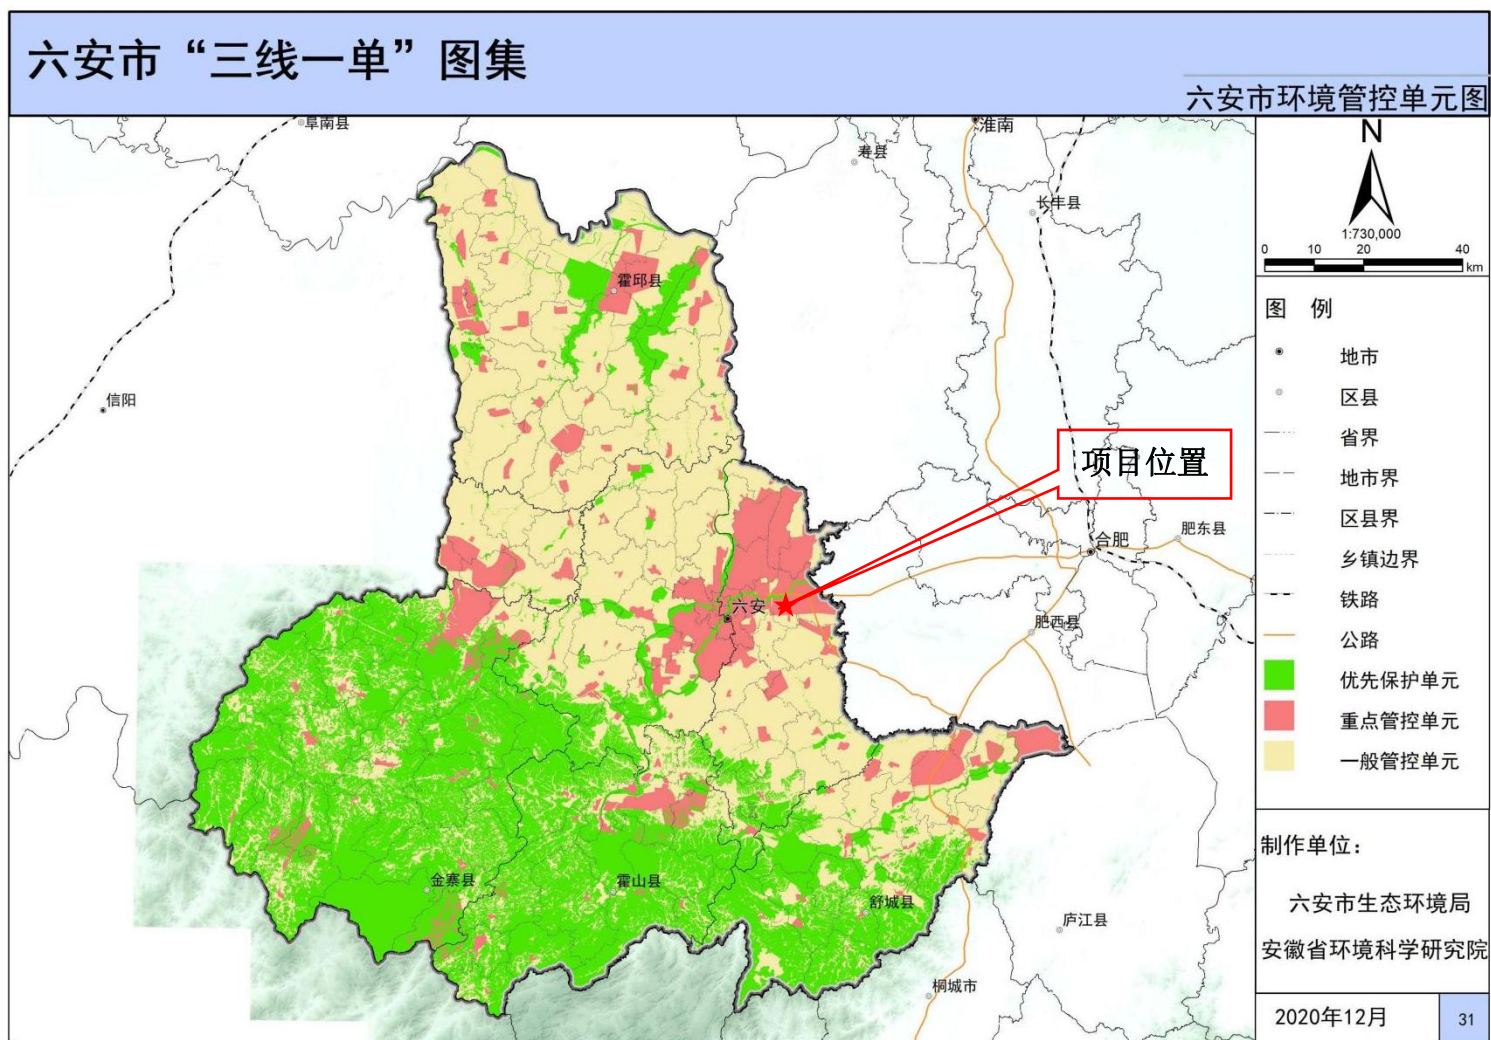 六安市“三线一单”图集
六安市环境管控单元图
阜南县
淮南
寿县
长丰县
霍邱县
信阳
项目位置
肥东县
合肥
六安
肥西县
金寨县
霍山县
舒城县
庐江县
桐城市
N
1:730,000
0 10 20 40
km
图 例
地市
区县
省界
地市界
区县界
乡镇边界
铁路
公路
优先保护单元
重点管控单元
一般管控单元
制作单位：
六安市生态环境局
安徽省环境科学研究院
2020年12月
31